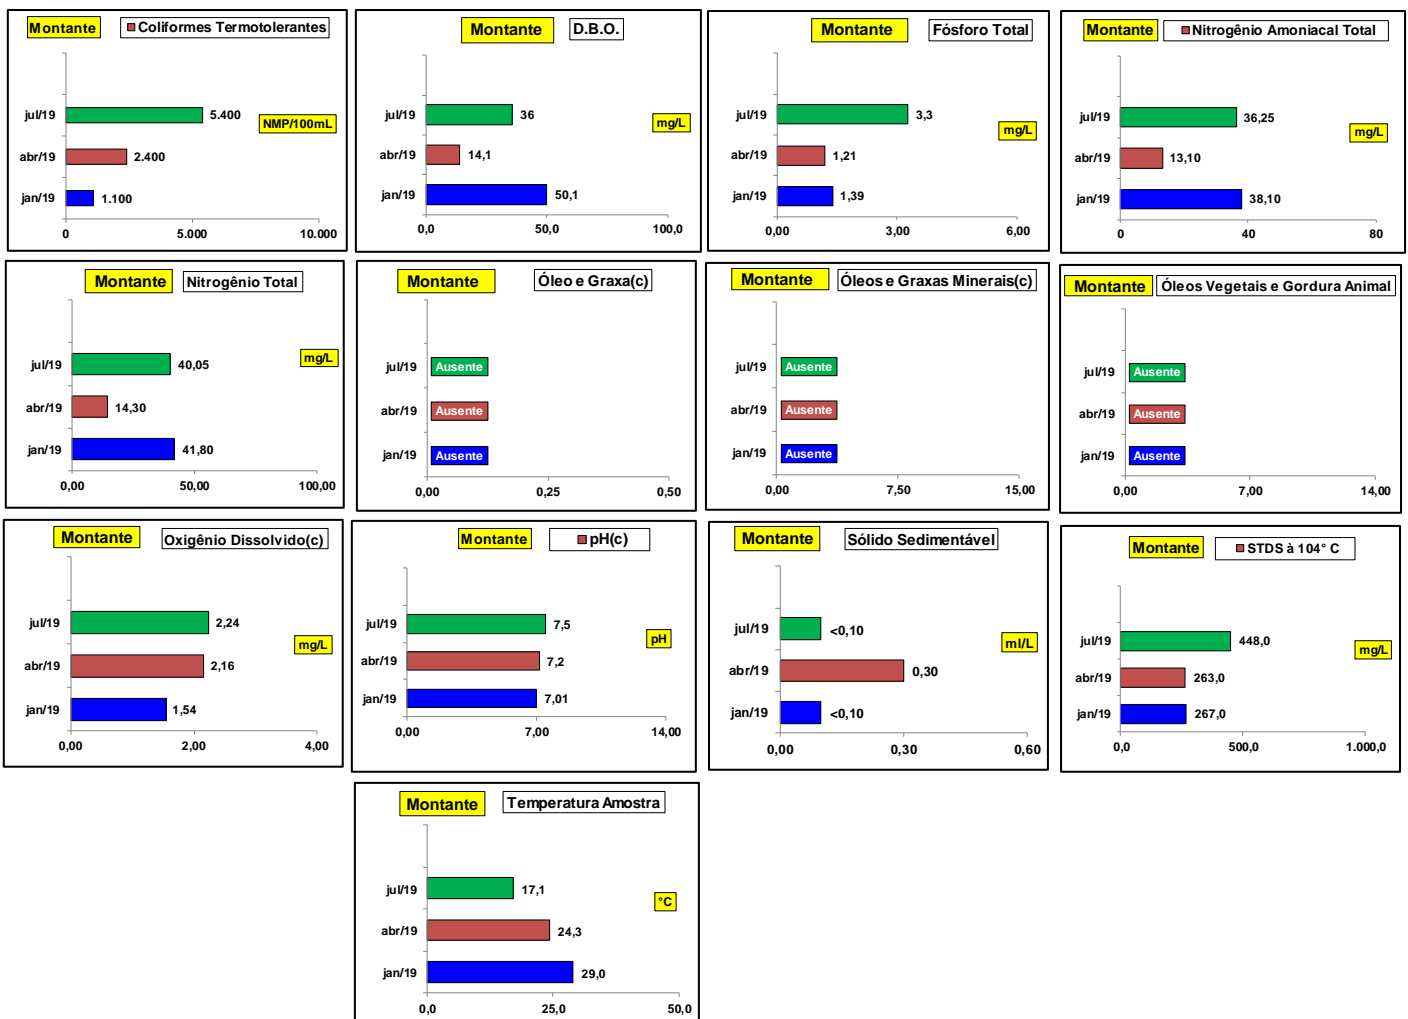 Montante
Coliformes Termotolerantes
jul/19
5.400
NMP/100mL
abr/19
2.400
jan/19
1.100
0
5.000
10.000
Montante
D.B.O.
jul/19
36
mg/L
abr/19
14,1
jan/19
50,1
0,0
50,0
100,0
Montante
Fósforo Total
jul/19
3,3
mg/L
abr/19
1,21
jan/19
1,39
0,00
3,00
6,00
Montante
Nitrogênio Amoniacal Total
jul/19
36,25
mg/L
abr/19
13,10
jan/19
38,10
0
40
80
Montante
Nitrogênio Total
jul/19
40,05
mg/L
abr/19
14,30
jan/19
41,80
0,00
50,00
100,00
Montante
Óleo e Graxa(c)
jul/19
Ausente
abr/19
Ausente
jan/19
Ausente
0,00
0,25
0,50
Montante
Óleos e Graxas Minerais(c)
jul/19
Ausente
abr/19
Ausente
jan/19
Ausente
0,00
7,50
15,00
Montante
Óleos Vegetais e Gordura Animal
jul/19
Ausente
abr/19
Ausente
jan/19
Ausente
0,00
7,00
14,00
Montante
Oxigênio Dissolvido(c)
jul/19
2,24
mg/L
abr/19
2,16
jan/19
1,54
0,00
2,00
4,00
Montante
pH(c)
jul/19
7,5
pH
abr/19
7,2
jan/19
7,01
0,00
7,00
14,00
Montante
Sólido Sedimentável
jul/19
<0,10
ml/L
abr/19
0,30
jan/19
<0,10
0,00
0,30
0,60
Montante
STDS à 104° C
jul/19
448,0
mg/L
abr/19
263,0
jan/19
267,0
0,0
500,0
1.000,0
Montante
Temperatura Amostra
jul/19
17,1
°C
abr/19
24,3
jan/19
29,0
0,0
25,0
50,0